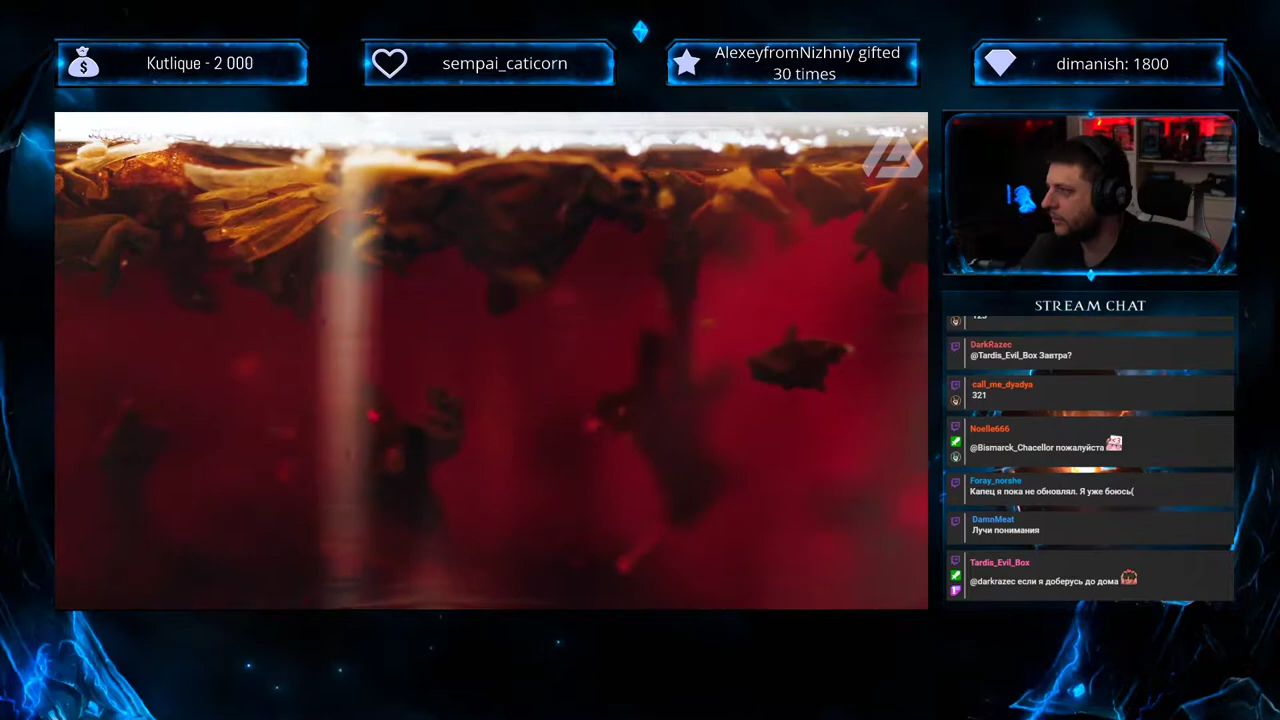 Kutlique - 2 000
sempai_caticorn
AlexeyfromNizhniy gifted
30 times
dimanish: 1800
STREAM CHAT
DarkRazec
@Tardis_Evil_Box Завтра?
call_me_dyadya
321
Noelle666
@Bismarck_Chacellor пожалуйста
Foray_norshe
Капец я пока не обновлял. Я уже боюсь(
DamnMeat
Лучи понимания
Tardis_Evil_Box
@darkrazec если я доберусь до дома